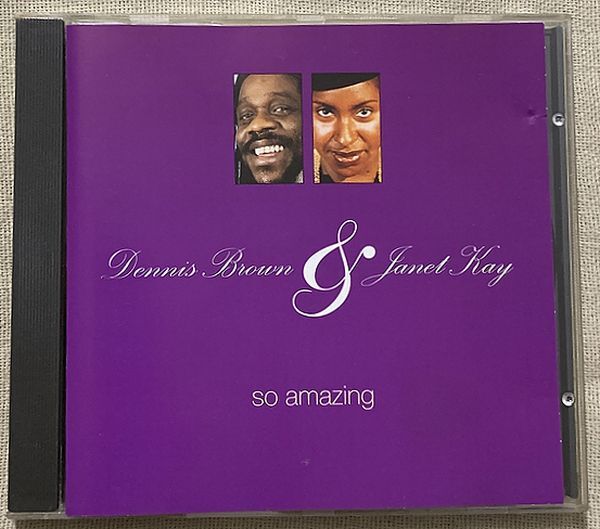 Dennis Brown & Janet Kay
so amazing